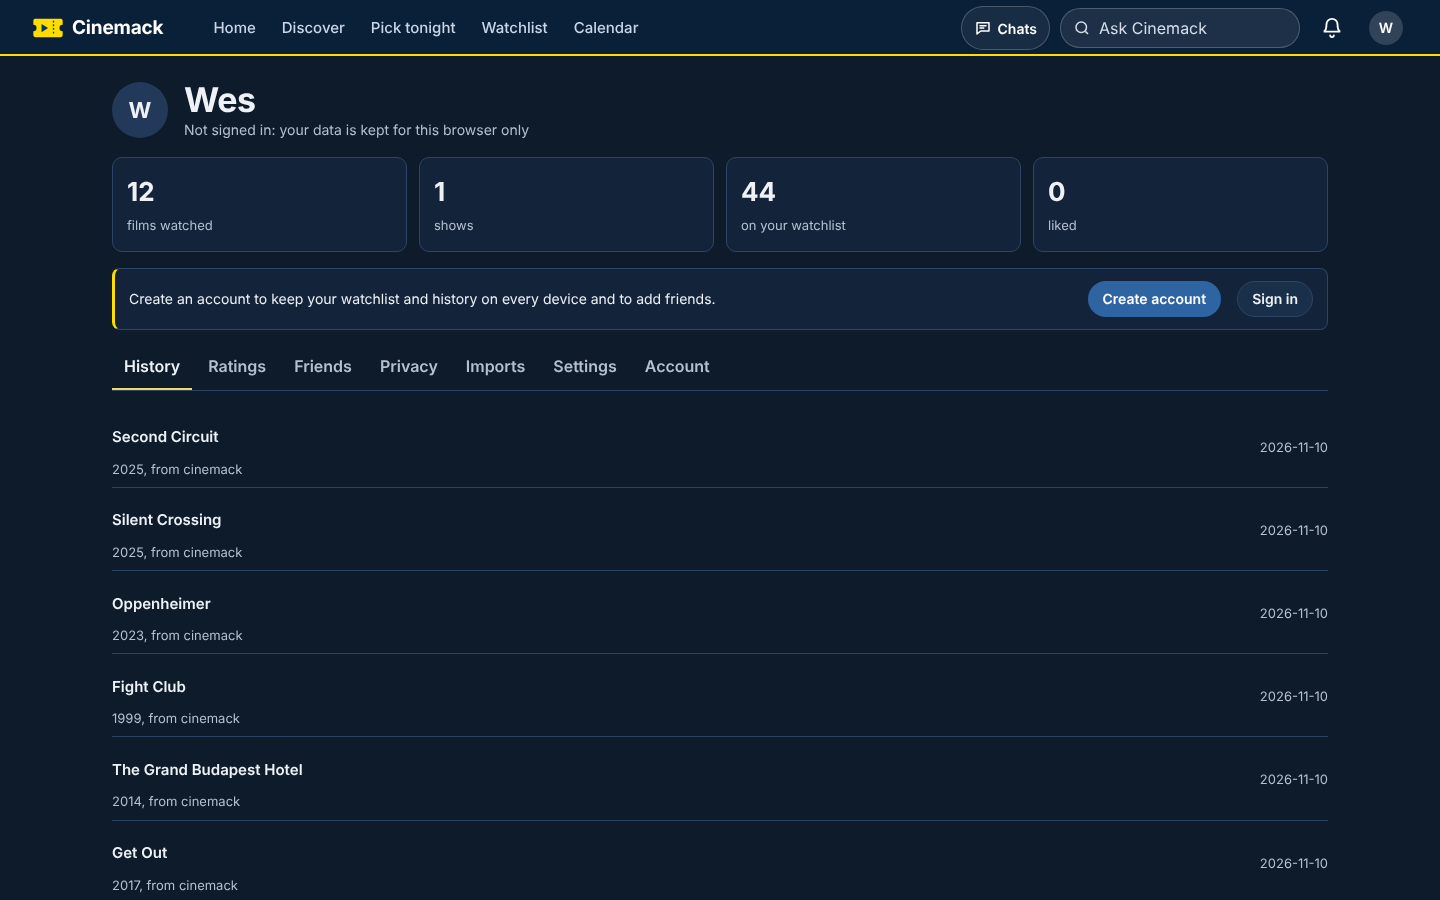 Cinemack
Home
Discover
Pick tonight
Watchlist
Calendar
Chats
Ask Cinemack
W
W
Wes
Not signed in: your data is kept for this browser only
12
films watched
1
shows
44
on your watchlist
0
liked
Create an account to keep your watchlist and history on every device and to add friends.
Create account
Sign in
History
Ratings
Friends
Privacy
Imports
Settings
Account
Second Circuit
2025, from cinemack
2026-11-10
Silent Crossing
2025, from cinemack
2026-11-10
Oppenheimer
2023, from cinemack
2026-11-10
Fight Club
1999, from cinemack
2026-11-10
The Grand Budapest Hotel
2014, from cinemack
2026-11-10
Get Out
2017, from cinemack
2026-11-10